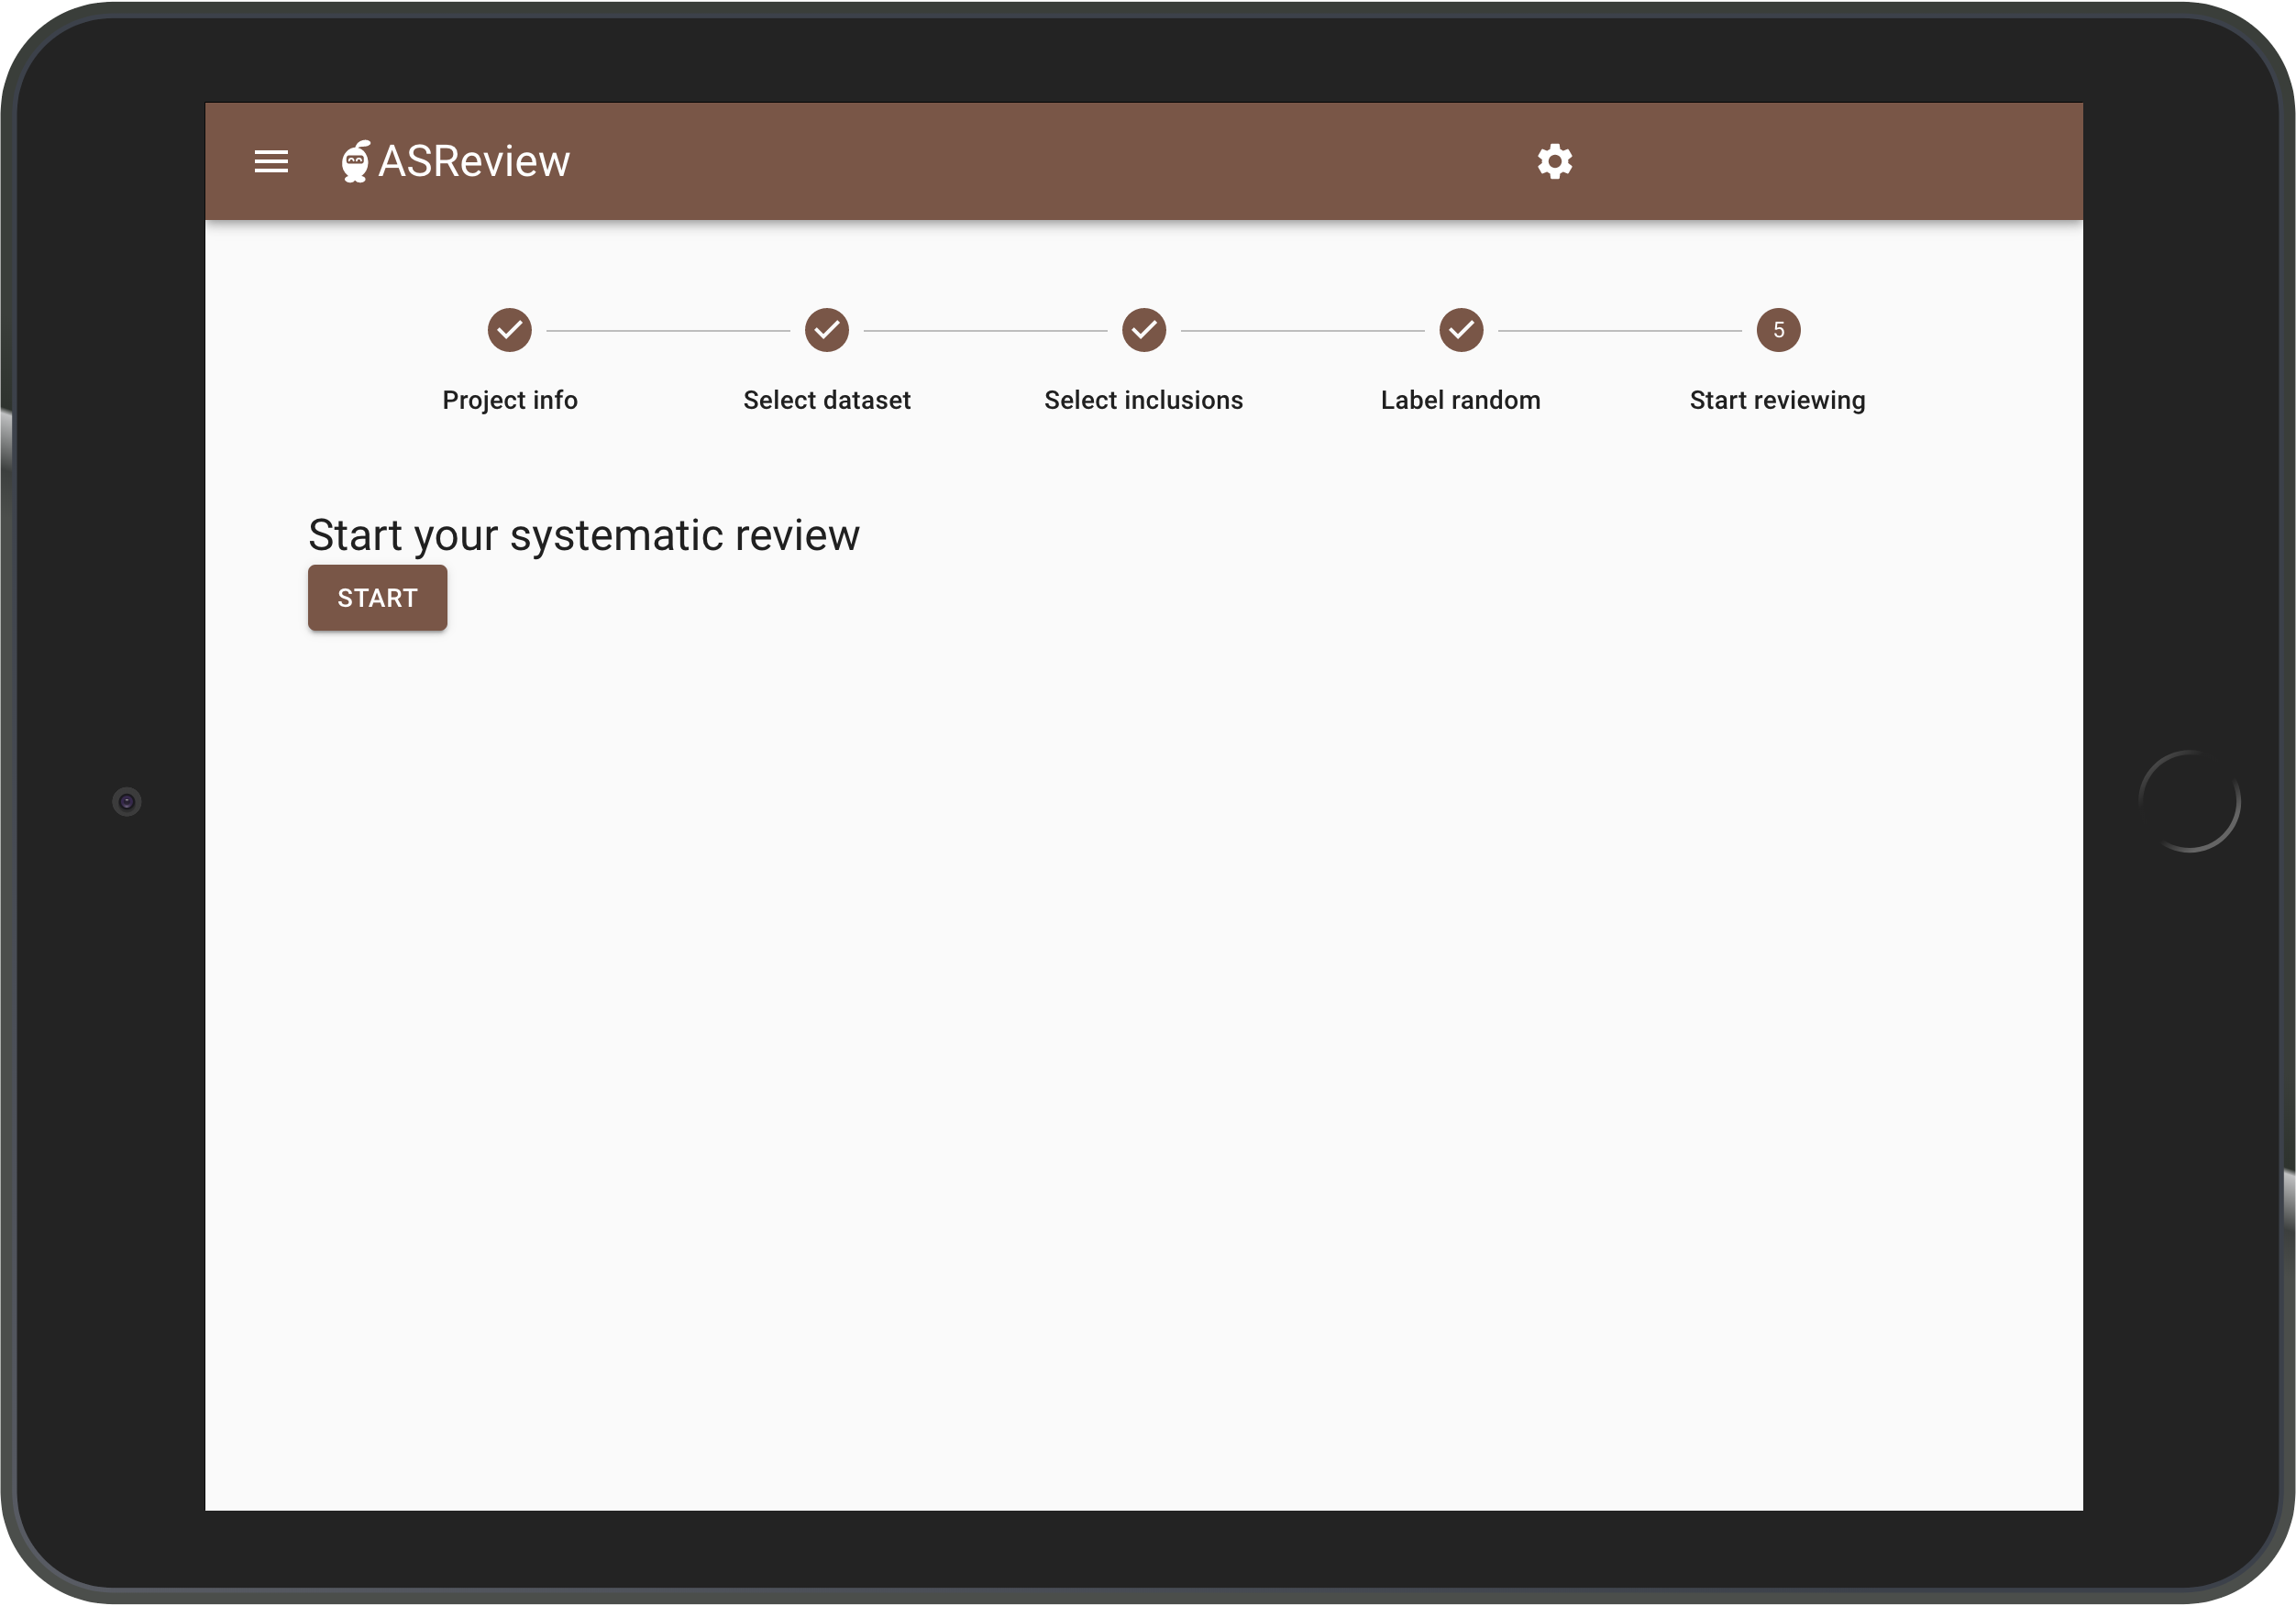 ASReview
5
Project info Select dataset Select inclusions Label random Start reviewing
Start your systematic review
START